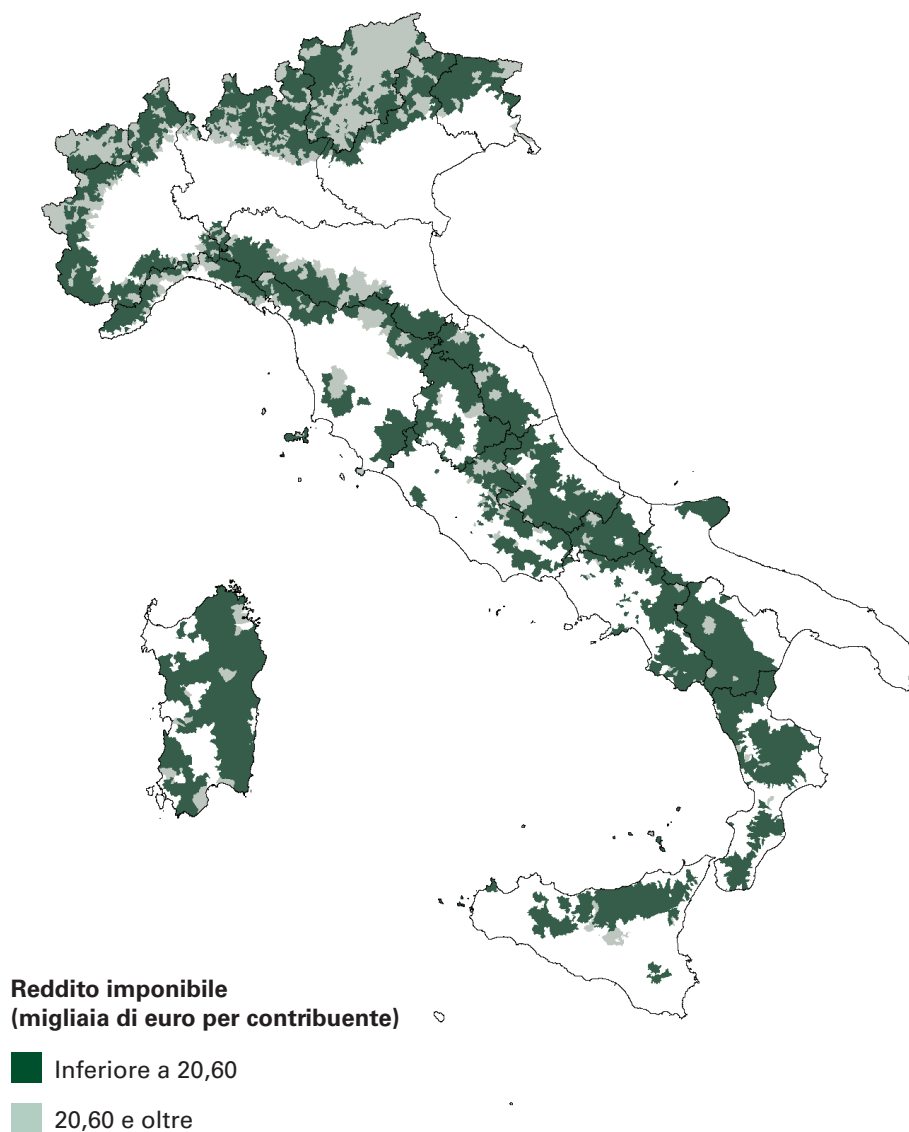 Reddito imponibile
(migliaia di euro per contribuente)
Inferiore a 20,60
20,60 e oltre